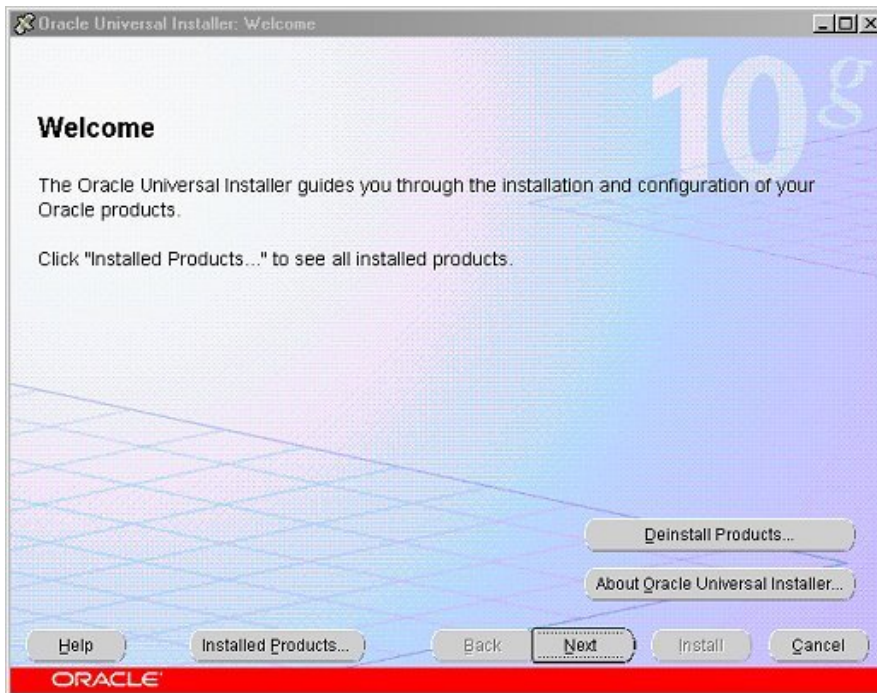 Oracle Universal Installer: Welcome
10g
Welcome
The Oracle Universal Installer guides you through the installation and configuration of your
Oracle products.
Click "Installed Products..." to see all installed products.
Deinstall Products...
About Oracle Universal Installer...
Help
Installed Products...
Back
Next
Install
Cancel
ORACLE